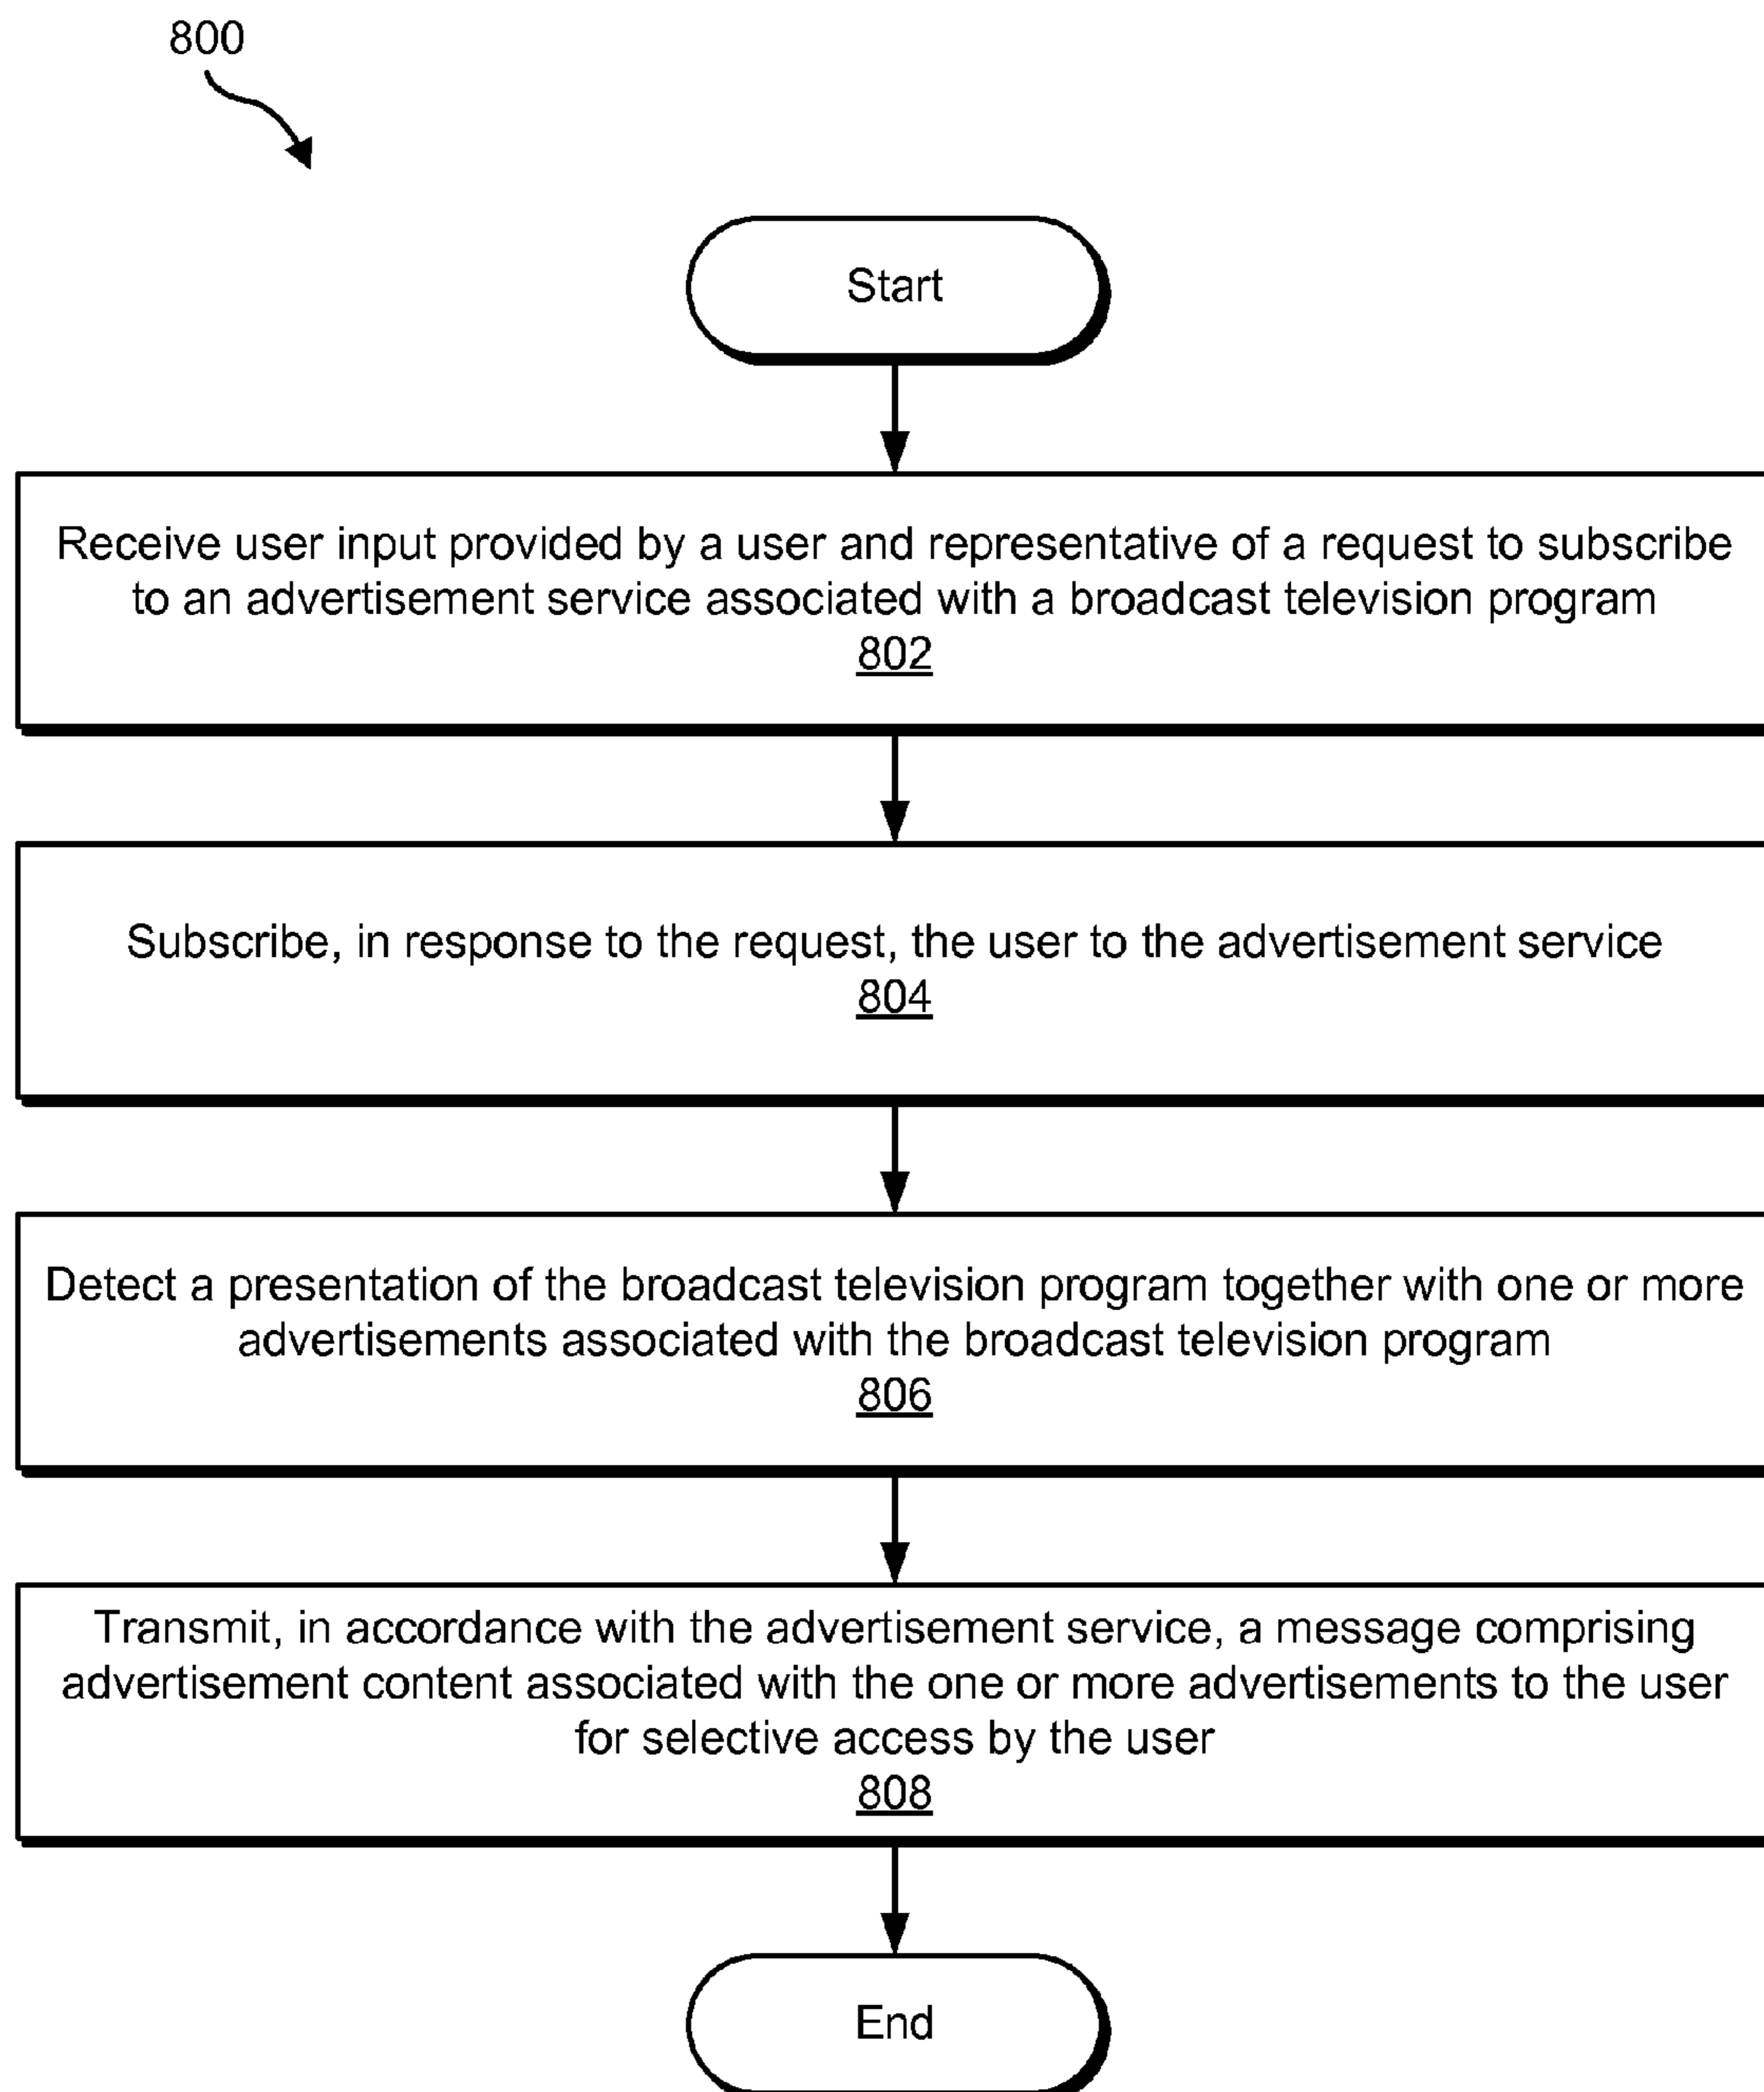 800
Start
Receive user input provided by a user and representative of a request to subscribe
to an advertisement service associated with a broadcast television program
802
Subscribe, in response to the request, the user to the advertisement service
804
Detect a presentation of the broadcast television program together with one or more
advertisements associated with the broadcast television program
806
Transmit, in accordance with the advertisement service, a message comprising
advertisement content associated with the one or more advertisements to the user
for selective access by the user
808
End